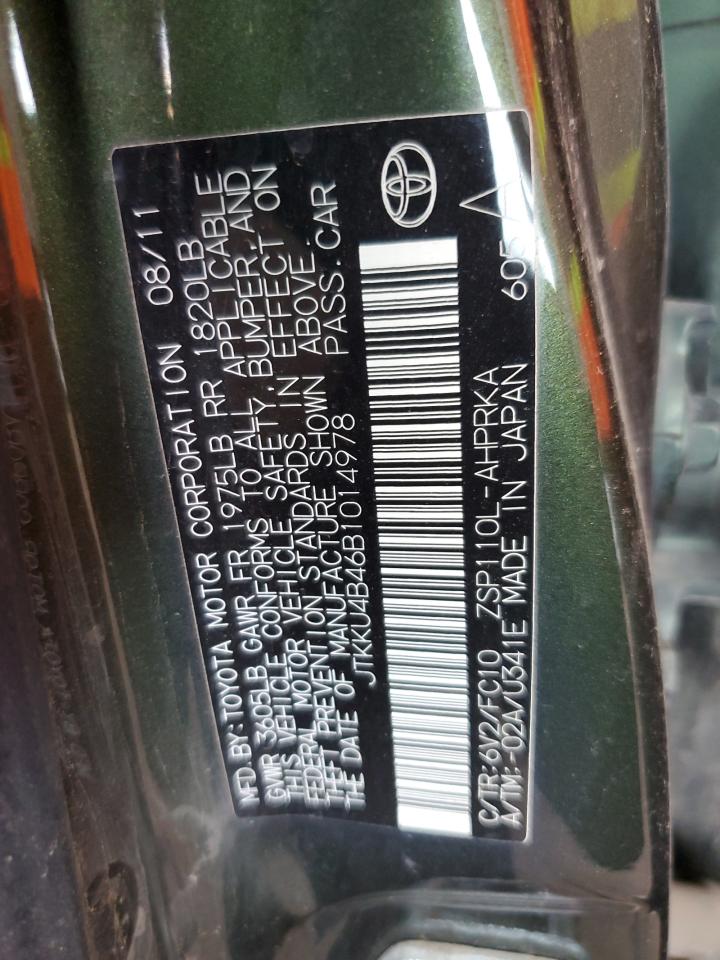 MFD.BY:TOYOTA MOTOR CORPORATION 08/11
GVWR 3605LB GAWR FR 1975LB RR 1820LB
THIS VEHICLE CONFORMS TO ALL APPLICABLE
FEDERAL MOTOR VEHICLE SAFETY,BUMPER,AND
THEFT PREVENTION STANDARDS IN EFFECT ON
THE DATE OF MANUFACTURE SHOWN ABOVE
JTKKU4B46B1014978 PASS.CAR
C/TR:6V2/FC10 ZSP110L-AHPRKA 605 A
A/TM:-02A/U341E MADE IN JAPAN